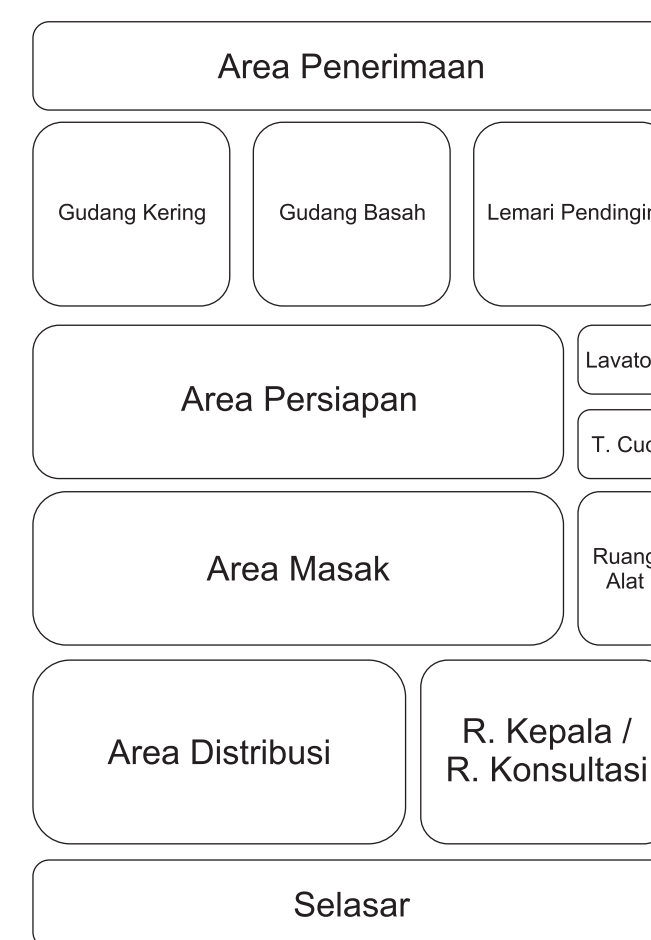 Area Penerimaan
Gudang Kering
Gudang Basah
Lemari
Area Persiapan
T.
Area Masak
Alat
Area Distribusi
R. Kepala /
R. Konsultasi
Selasar